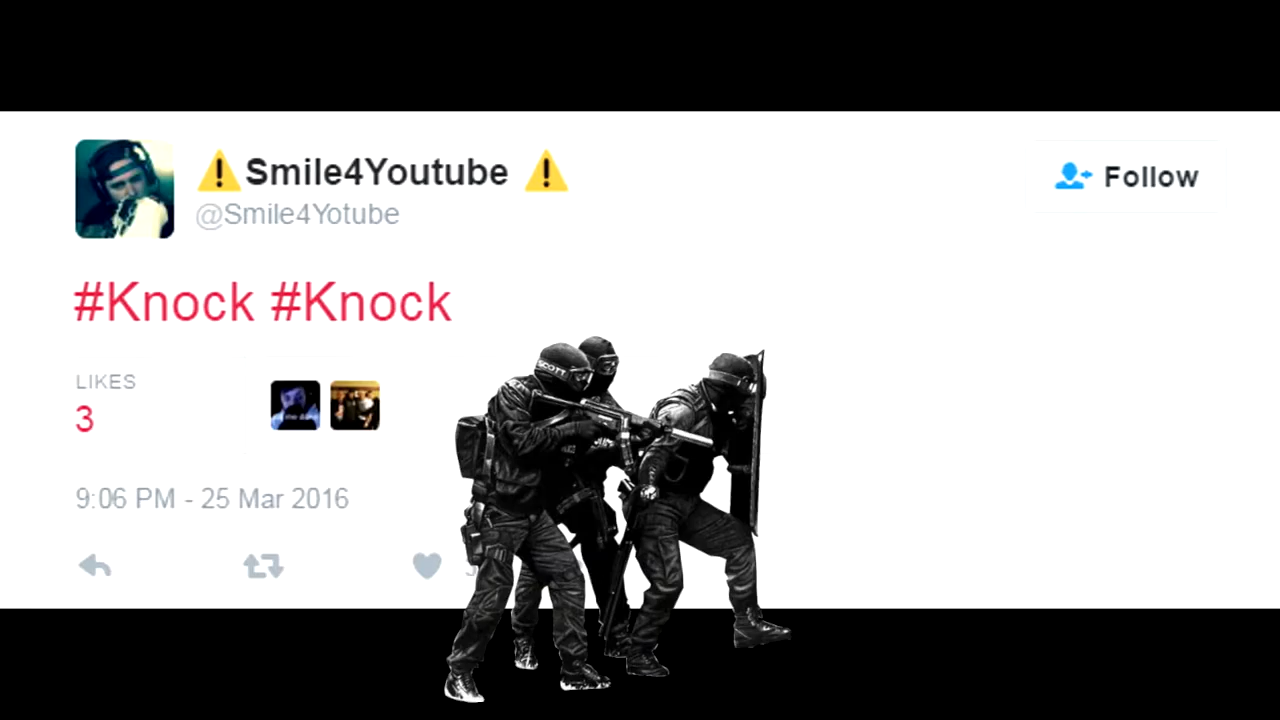 ⚠Smile4Youtube ⚠
@Smile4Yotube
Follow
#Knock #Knock
LIKES
3
SCOTT
9:06 PM - 25 Mar 2016